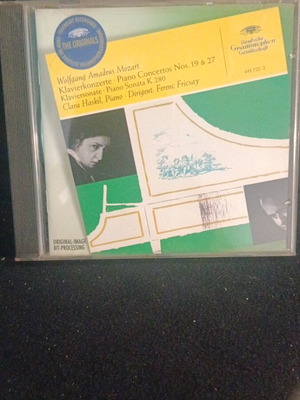 THE ORIGINALS
Deutsche
Grammophon
Gesellschaft
Wolfgang Amadeus Mozart
Klavierkonzerte · Piano Concertos Nos. 19 & 27
Klaviersonate · Piano Sonata K. 280
Clara Haskil, Piano · Dirigent: Ferenc Fricsay
ORIGINAL-IMAGE
BIT-PROCESSING